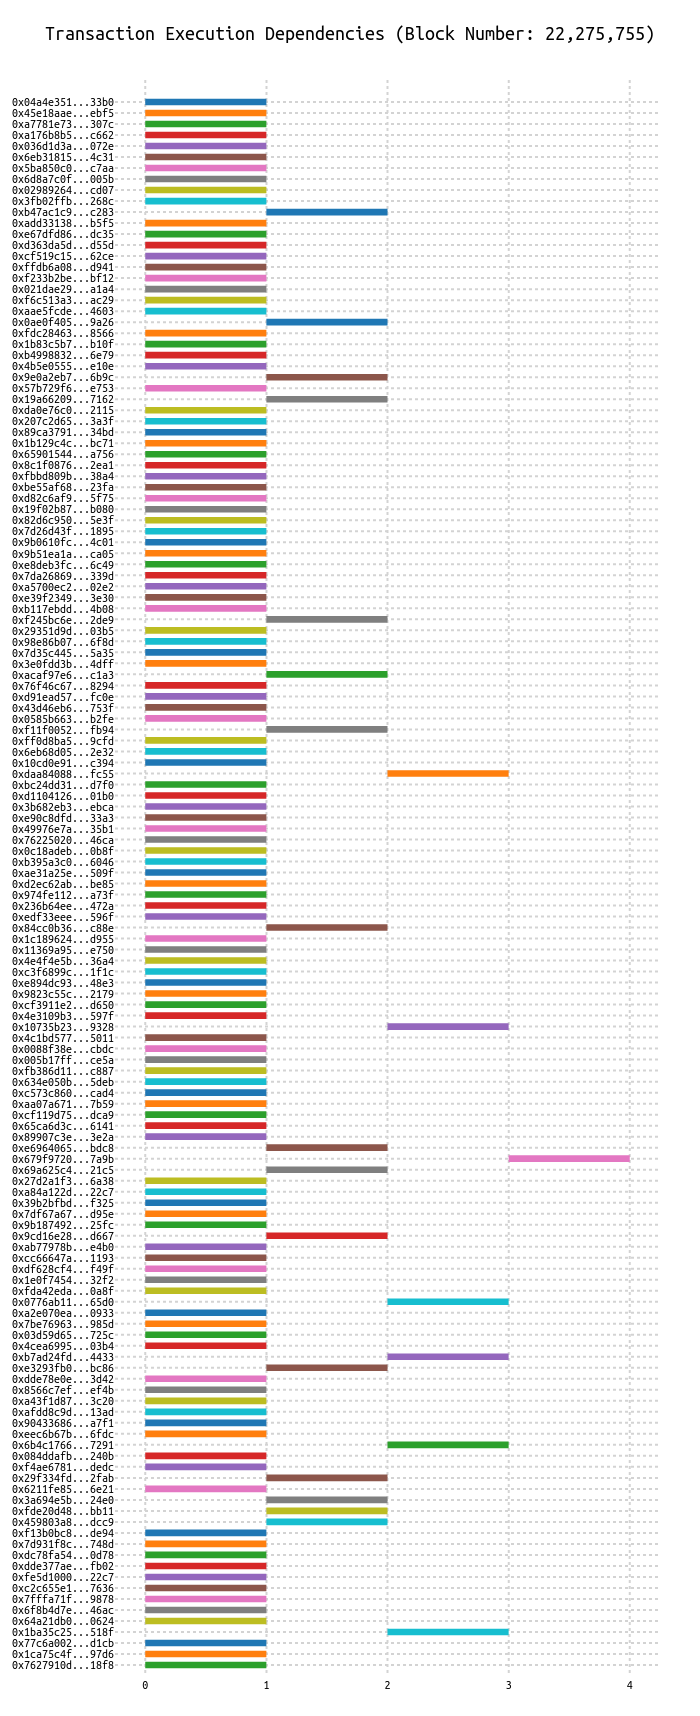 Transaction Execution Dependencies (Block Number: 22,275,755)
0x04a4e351...33b0
0x45e18aae...ebf5
0xa7781e73...307c
0xa176b8b5...c662
0x036d1d3a...072e
0x6eb31815...4c31
0x5ba850c0...c7aa
0x6d8a7c0f...005b
0x02989264...cd07
0x3fb02ffb...268c
0xb47ac1c9...c283
0xadd33138...b5f5
0xe67dfd86...dc35
0xd363da5d...d55d
0xcf519c15...62ce
0xffdb6a08...d941
0xf233b2be...bf12
0x021dae29...a1a4
0xf6c513a3...ac29
0xaae5fcde...4603
0x0ae0f405...9a26
0xfdc28463...8566
0x1b83c5b7...b10f
0xb4998832...6e79
0x4b5e0555...e10e
0x9e0a2eb7...6b9c
0x57b729f6...e753
0x19a66209...7162
0xda0e76c0...2115
0x207c2d65...3a3f
0x89ca3791...34bd
0x1b129c4c...bc71
0x65901544...a756
0x8c1f0876...2ea1
0xfbbd809b...38a4
0xbe55af68...23fa
0xd82c6af9...5f75
0x19f02b87...b080
0x82d6c950...5e3f
0x7d26d43f...1895
0x9b0610fc...4c01
0x9b51ea1a...ca05
0xe8deb3fc...6c49
0x7da26869...339d
0xa5700ec2...02e2
0xe39f2349...3e30
0xb117ebdd...4b08
0xf245bc6e...2de9
0x29351d9d...03b5
0x98e86b07...6f8d
0x7d35c445...5a35
0x3e0fdd3b...4dff
0xacaf97e6...c1a3
0x76f46c67...8294
0xd91ead57...fc0e
0x43d46eb6...753f
0x0585b663...b2fe
0xf11f0052...fb94
0xff0d8ba5...9cfd
0x6eb68d05...2e32
0x10cd0e91...c394
0xdaa84088...fc55
0xbc24dd31...d7f0
0xd1104126...01b0
0x3b682eb3...ebca
0xe90c8dfd...33a3
0x49976e7a...35b1
0x76225020...46ca
0x0c18adeb...0b8f
0xb395a3c0...6046
0xae31a25e...509f
0xd2ec62ab...be85
0x974fe112...a73f
0x236b64ee...472a
0xedf33eee...596f
0x84cc0b36...c88e
0x1c189624...d955
0x11369a95...e750
0x4e4f4e5b...36a4
0xc3f6899c...1f1c
0xe894dc93...48e3
0x9823c55c...2179
0xcf3911e2...d650
0x4e3109b3...597f
0x10735b23...9328
0x4c1bd577...5011
0x0088f38e...cbdc
0x005b17ff...ce5a
0xfb386d11...c887
0x634e050b...5deb
0xc573c860...cad4
0xaa07a671...7b59
0xcf119d75...dca9
0x65ca6d3c...6141
0x89907c3e...3e2a
0xe6964065...bdc8
0x679f9720...7a9b
0x69a625c4...21c5
0x27d2a1f3...6a38
0xa84a122d...22c7
0x39b2bfbd...f325
0x7df67a67...d95e
0x9b187492...25fc
0x9cd16e28...d667
0xab77978b...e4b0
0xcc66647a...1193
0xdf628cf4...f49f
0x1e0f7454...32f2
0xfda42eda...0a8f
0x0776ab11...65d0
0xa2e070ea...0933
0x7be76963...985d
0x03d59d65...725c
0x4cea6995...03b4
0xb7ad24fd...4433
0xe3293fb0...bc86
0xdde78e0e...3d42
0x8566c7ef...ef4b
0xa43f1d87...3c20
0xafdd8c9d...13ad
0x90433686...a7f1
0xeec6b67b...6fdc
0x6b4c1766...7291
0x084ddafb...240b
0xf4ae6781...dedc
0x29f334fd...2fab
0x6211fe85...6e21
0x3a694e5b...24e0
0xfde20d48...bb11
0x459803a8...dcc9
0xf13b0bc8...de94
0x7d931f8c...748d
0xdc78fa54...0d78
0xdde377ae...fb02
0xfe5d1000...22c7
0xc2c655e1...7636
0x7fffa71f...9878
0x6f8b4d7e...46ac
0x64a21db0...0624
0x1ba35c25...518f
0x77c6a002...d1cb
0x1ca75c4f...97d6
0x7627910d...18f8
0 1 2 3 4